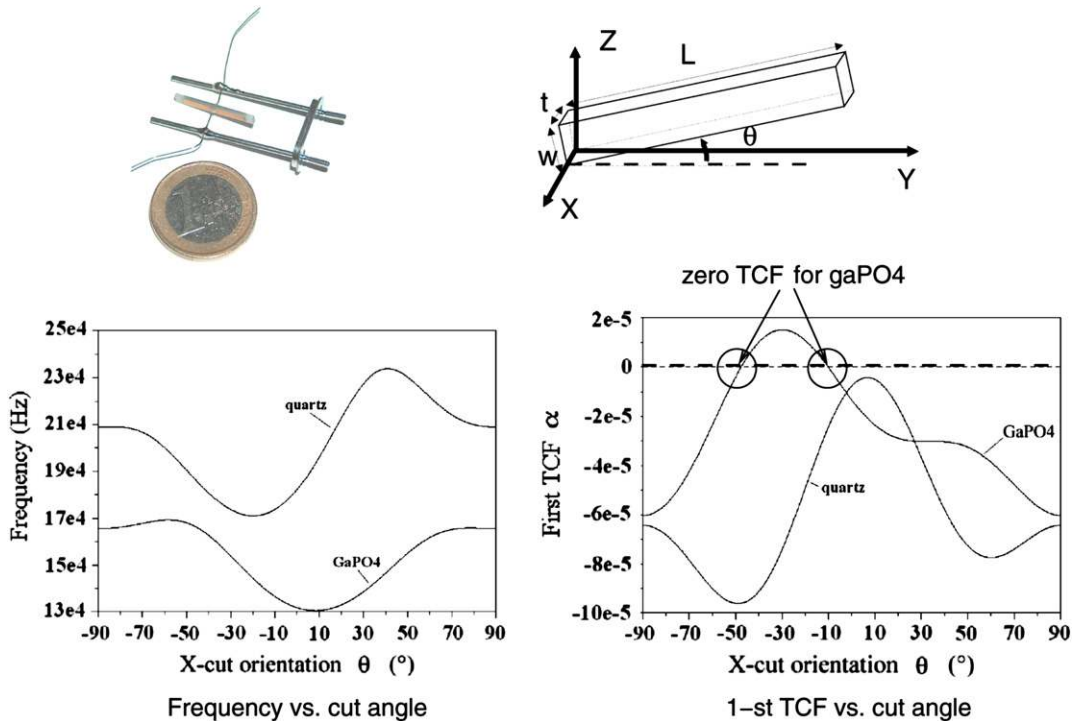 Z
L
t
θ
w
Y
X
zero TCF for gaPO4
25e4
23e4
21e4
19e4
17e4
15e4
13e4
quartz
GaPO4
Frequency (Hz)
-90 -70 -50 -30 -10 10 30 50 70 90
X-cut orientation θ (°)
Frequency vs. cut angle
2e-5
0
-2e-5
-4e-5
-6e-5
-8e-5
-10e-5
GaPO4
quartz
First TCF α
-90 -70 -50 -30 -10 10 30 50 70 90
X-cut orientation θ (°)
1-st TCF vs. cut angle